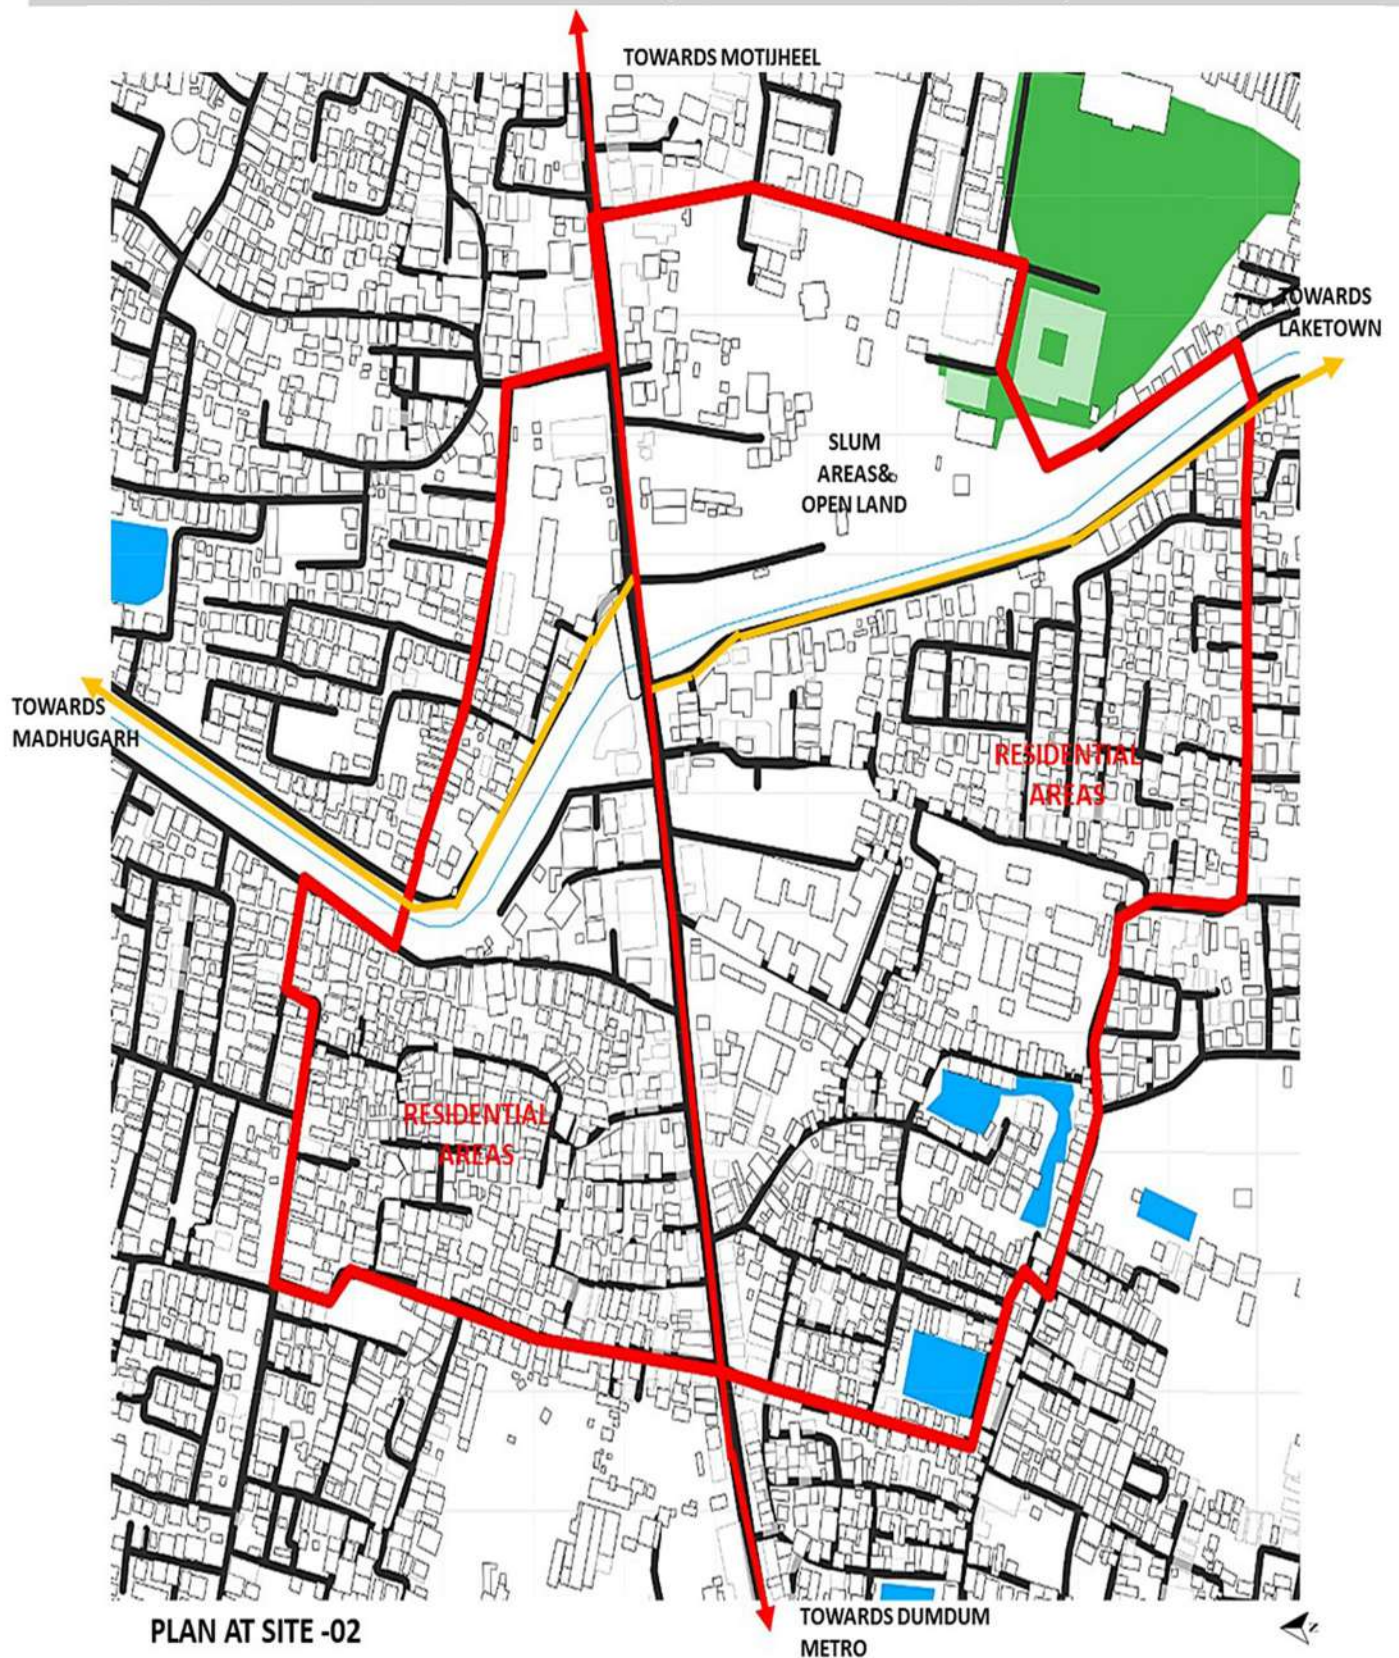 TOWARDS MOTIJHEEL
TOWARDS
LAKETOWN
SLUM
AREAS&
OPEN LAND
TOWARDS
MADHUGARH
RESIDENTIAL
AREAS
RESIDENTIAL
AREAS
TOWARDS DUMDUM
METRO
PLAN AT SITE -02
N